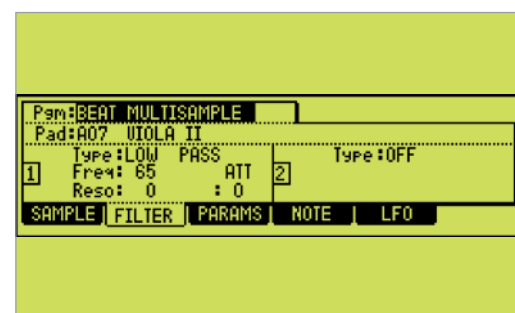 Pgm:BEAT MULTISAMPLE
Pad:A07 VIOLA II
Type:LOW PASS Type:OFF
1 Freq: 65 ATT 2
Reso: 0 : 0
SAMPLE FILTER PARAMS NOTE LFO